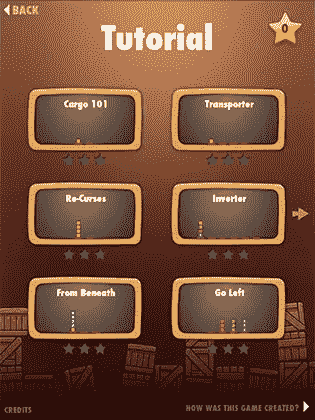 BACK
Tutorial
0
Cargo 101
Transporter
Re-Curses
Inverter
From Beneath
Go Left
CREDITS
HOW WAS THIS GAME CREATED?